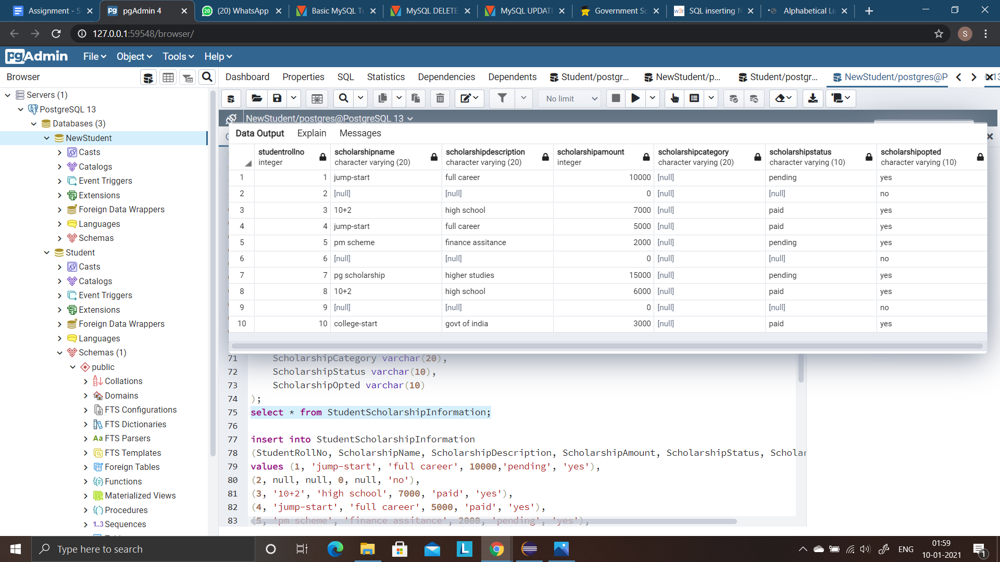 Assignment - S
pgAdmin 4
(20) WhatsApp
Basic MySQL Tu
MySQL DELETE
MySQL UPDATE
Government Sc
SQL inserting N
Alphabetical Lis
127.0.0.1:59548/browser/
S
pgAdmin
File
Object
Tools
Help
Browser
Dashboard
Properties
SQL
Statistics
Dependencies
Dependents
Student/postgr...
NewStudent/p...
Student/postgr...
NewStudent/postgres@P
No limit
NewStudent/postgres@PostgreSQL 13
Servers (1)
PostgreSQL 13
Databases (3)
NewStudent
Casts
Catalogs
Event Triggers
Extensions
Foreign Data Wrappers
Languages
Schemas
Student
Casts
Catalogs
Event Triggers
Extensions
Foreign Data Wrappers
Languages
Schemas (1)
public
Collations
Domains
FTS Configurations
FTS Dictionaries
Aa FTS Parsers
FTS Templates
Foreign Tables
Functions
Materialized Views
Procedures
1..3 Sequences
Data Output Explain Messages
studentrollno scholarshipname scholarshipdescription scholarshipamount scholarshipcategory scholarshipstatus scholarshipopted
integer character varying (20) character varying (20) integer character varying (20) character varying (10) character varying (10)
1 1 jump-start full career 10000 [null] pending yes
2 2 [null] [null] 0 [null] [null] no
3 3 10+2 high school 7000 [null] paid yes
4 4 jump-start full career 5000 [null] paid yes
5 5 pm scheme finance assitance 2000 [null] pending yes
6 6 [null] [null] 0 [null] [null] no
7 7 pg scholarship higher studies 15000 [null] pending yes
8 8 10+2 high school 6000 [null] paid yes
9 9 [null] [null] 0 [null] [null] no
10 10 college-start govt of india 3000 [null] paid yes
71 ScholarshipCategory varchar(20),
72 ScholarshipStatus varchar(10),
73 ScholarshipOpted varchar(10)
74 );
75 select * from StudentScholarshipInformation;
76
77 insert into StudentScholarshipInformation
78 (StudentRollNo, ScholarshipName, ScholarshipDescription, ScholarshipAmount, ScholarshipStatus, Scholar
79 values (1, 'jump-start', 'full career', 10000,'pending', 'yes'),
80 (2, null, null, 0, null, 'no'),
81 (3, '10+2', 'high school', 7000, 'paid', 'yes'),
82 (4, 'jump-start', 'full career', 5000, 'paid', 'yes'),
83 (5, 'pm scheme', 'finance assitance', 2000, 'pending', 'yes'),
Type here to search
ENG
01:59
10-01-2021
1